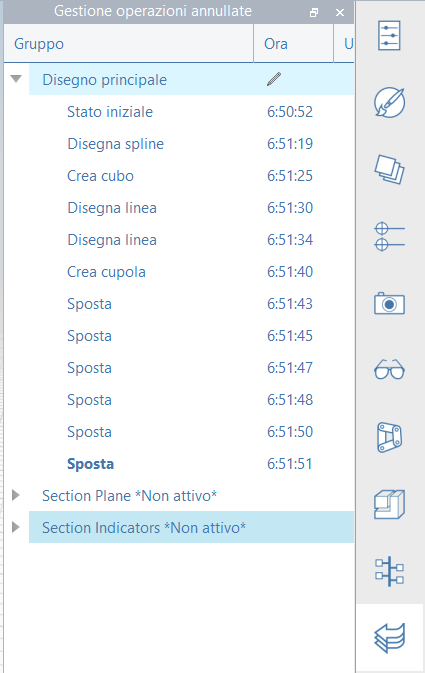 Gestione operazioni annullate
Gruppo Ora U
Disegno principale
Stato iniziale 6:50:52
Disegna spline 6:51:19
Crea cubo 6:51:25
Disegna linea 6:51:30
Disegna linea 6:51:34
Crea cupola 6:51:40
Sposta 6:51:43
Sposta 6:51:45
Sposta 6:51:47
Sposta 6:51:48
Sposta 6:51:50
Sposta 6:51:51
Section Plane *Non attivo*
Section Indicators *Non attivo*